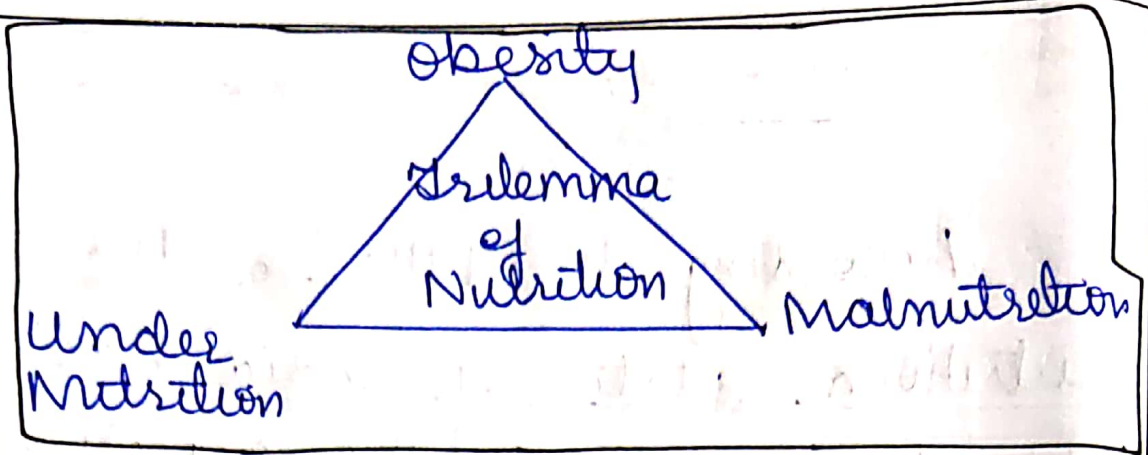 Obesity
Trilemma
of
Nutrition
Under
Nutrition
Malnutrition